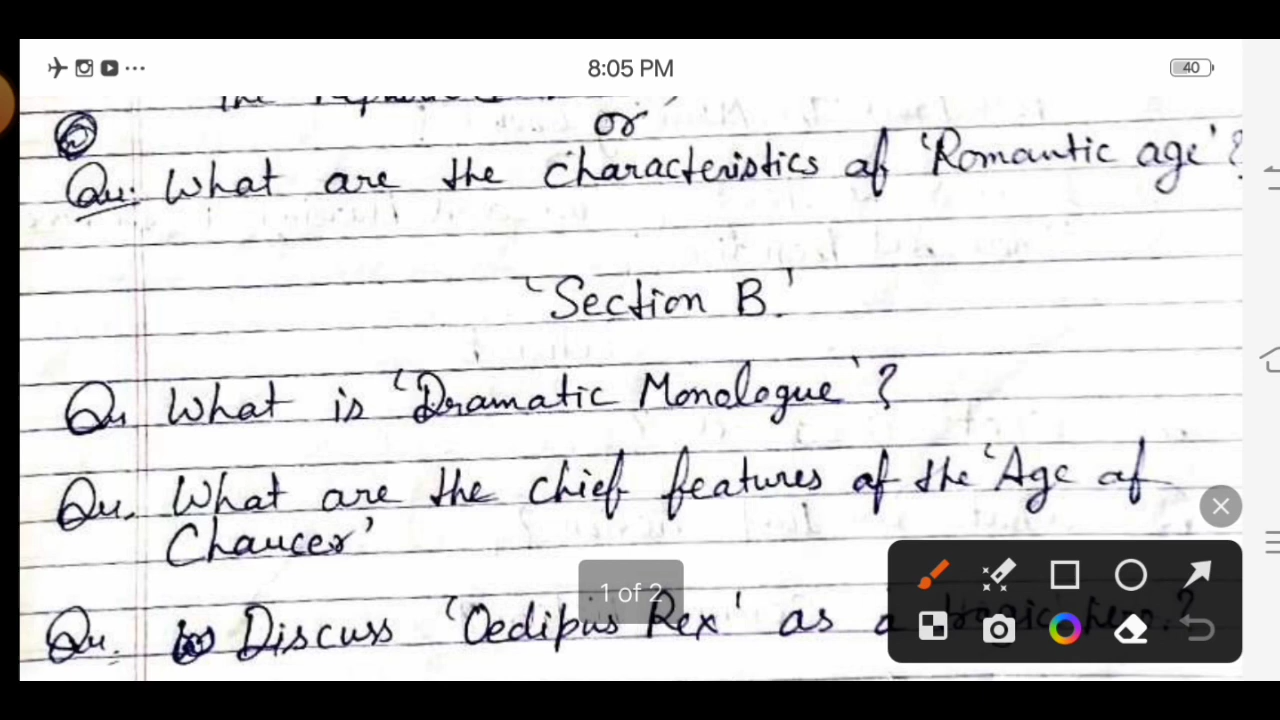 8:05 PM
40
or
Qu: What are the characteristics of 'Romantic age'?
'Section B.'
Qu What is 'Dramatic Monologue'?
Qu. What are the chief features of the 'Age of
Chaucer'
1 of 2
Qu. Discuss 'Oedipus Rex' as a tragic hero?